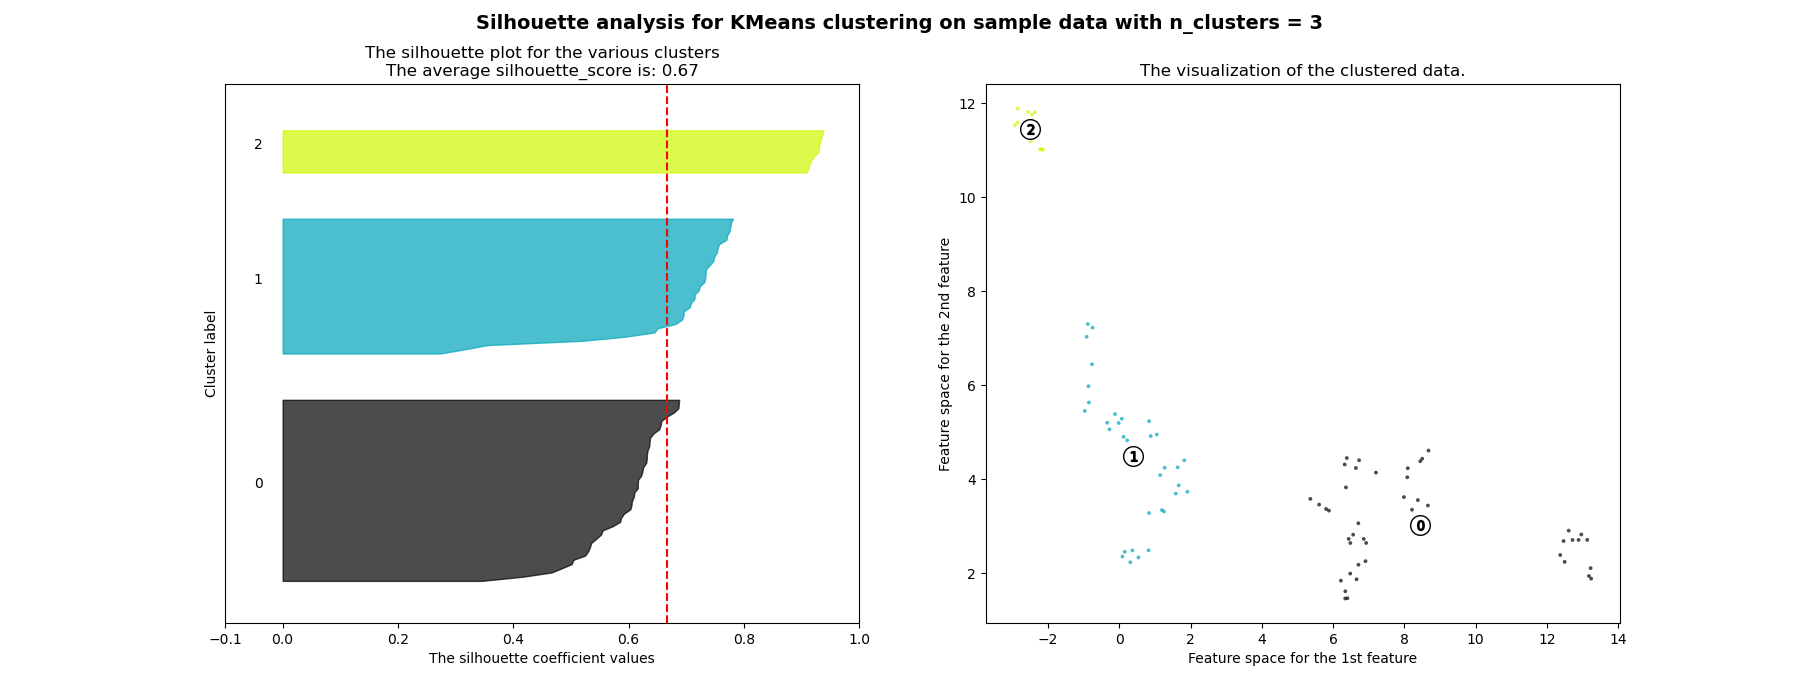 Silhouette analysis for KMeans clustering on sample data with n_clusters = 3
The silhouette plot for the various clusters
The average silhouette_score is: 0.67
2
1
0
Cluster label
−0.1 0.0 0.2 0.4 0.6 0.8 1.0
The silhouette coefficient values
The visualization of the clustered data.
12
10
8
6
4
2
Feature space for the 2nd feature
2
1
0
−2 0 2 4 6 8 10 12 14
Feature space for the 1st feature